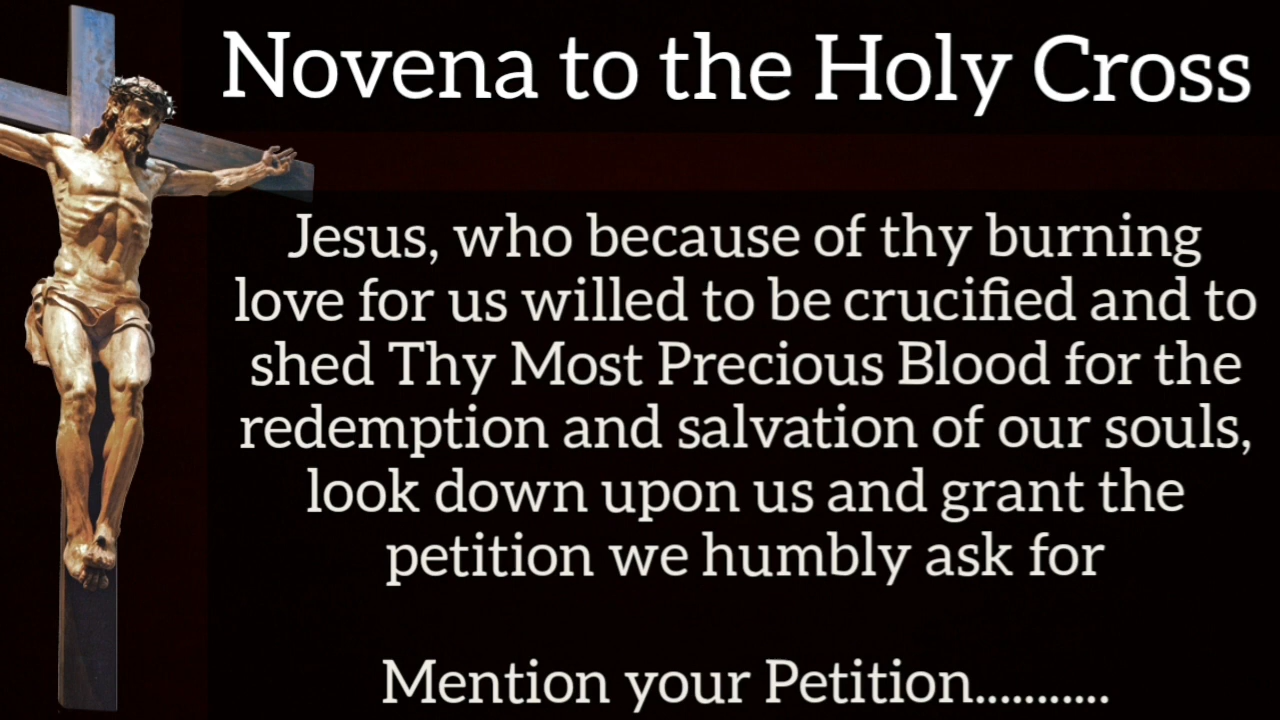 Novena to the Holy Cross
Jesus, who because of thy burning
love for us willed to be crucified and to
shed Thy Most Precious Blood for the
redemption and salvation of our souls,
look down upon us and grant the
petition we humbly ask for
Mention your Petition...........